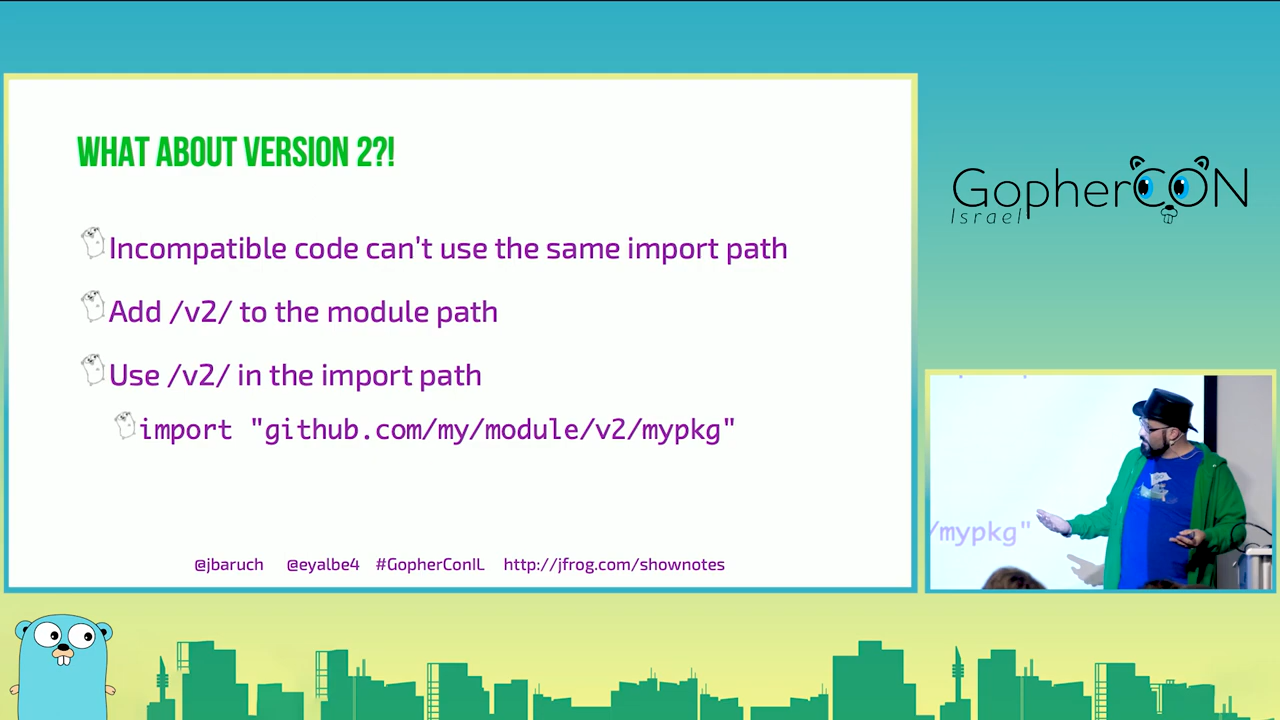 WHAT ABOUT VERSION 2?!
Incompatible code can't use the same import path
Add /v2/ to the module path
Use /v2/ in the import path
import "github.com/my/module/v2/mypkg"
@jbaruch @eyalbe4 #GopherConIL http://jfrog.com/shownotes
GopherCON
Israel
/mypkg"